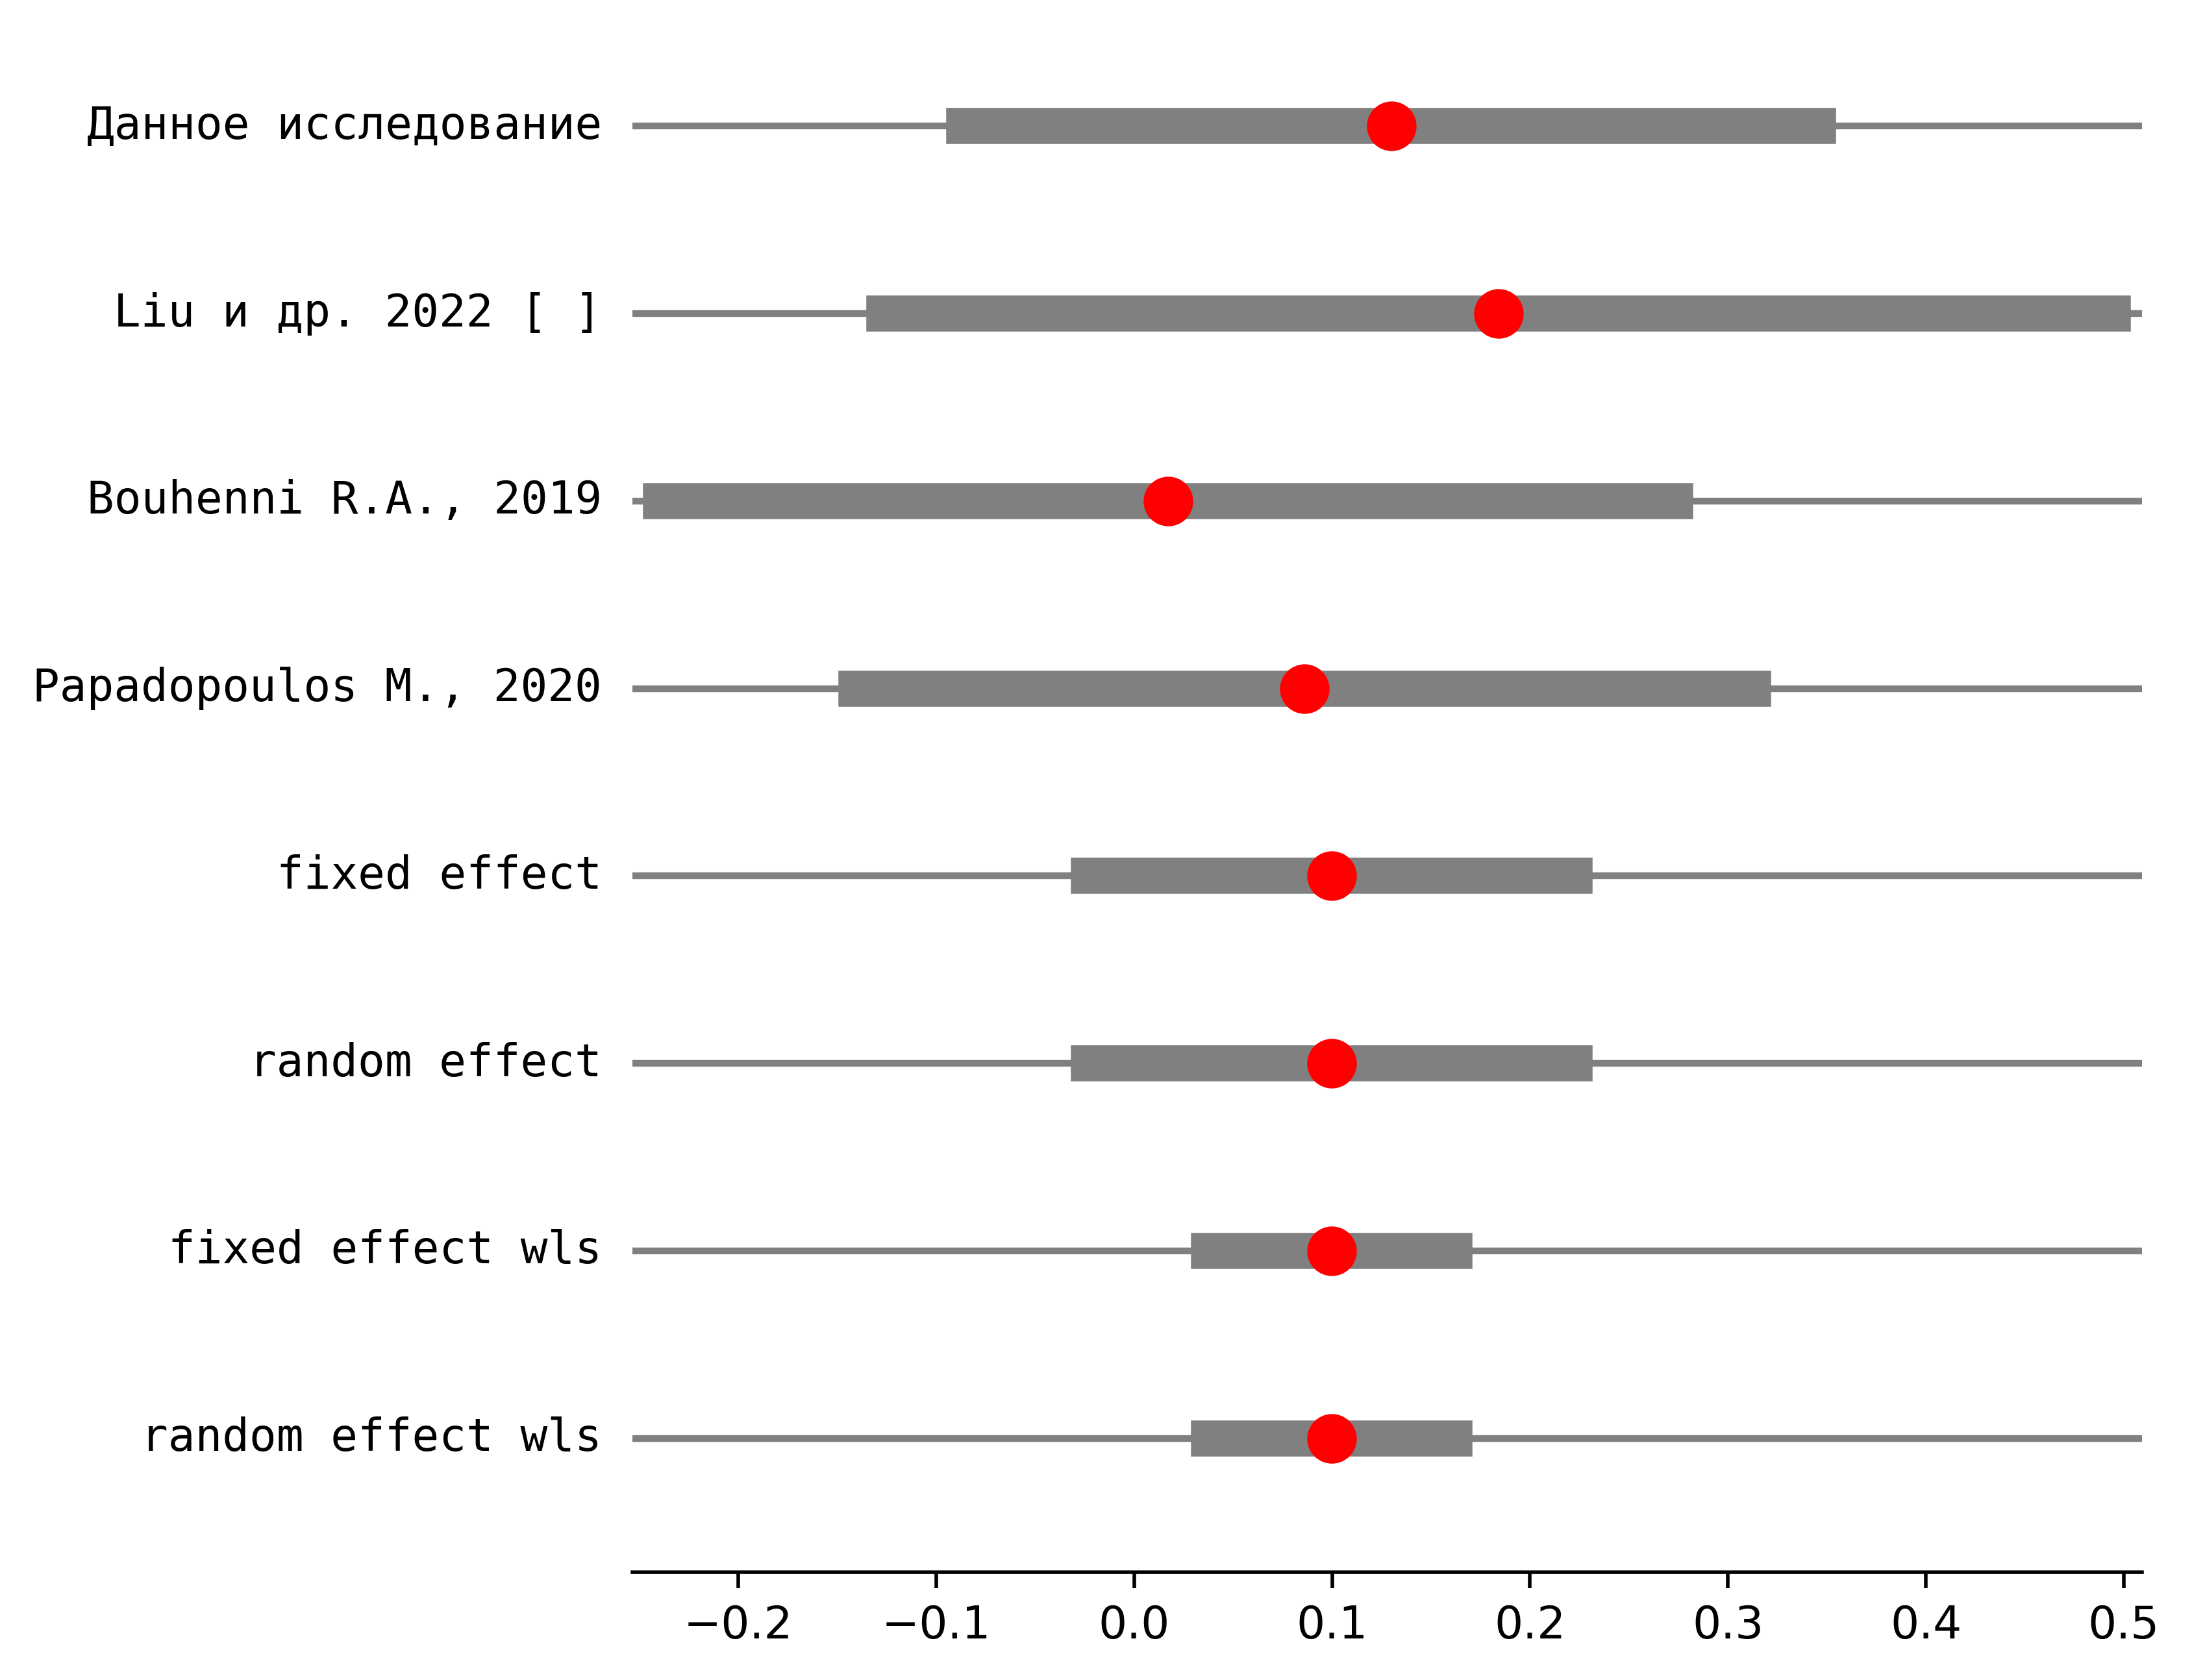 Данное исследование
Liu и др. 2022 [ ]
Bouhenni R.A., 2019
Papadopoulos M., 2020
fixed effect
random effect
fixed effect wls
random effect wls
−0.2 −0.1 0.0 0.1 0.2 0.3 0.4 0.5